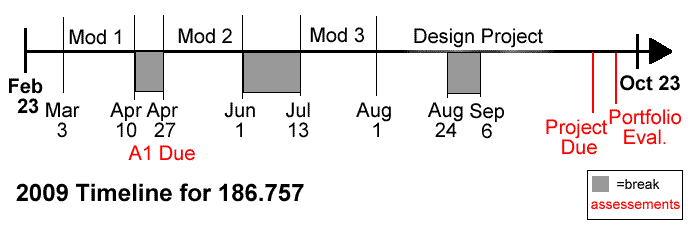 Mod 1
Mod 2
Mod 3
Design Project
Feb
23
Mar
3
Apr
10
Apr
27
Jun
1
Jul
13
Aug
1
Aug
24
Sep
6
Oct 23
A1 Due
Project
Due
Portfolio
Eval.
2009 Timeline for 186.757
=break
assessements